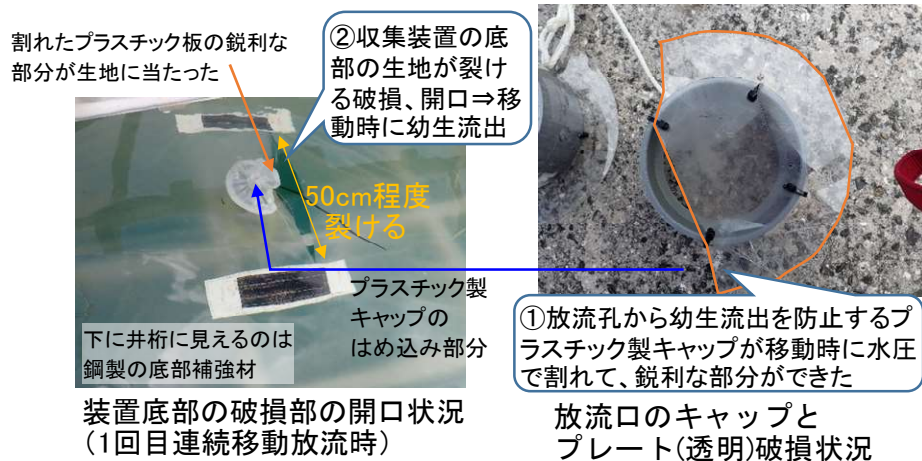 割れたプラスチック板の鋭利な
部分が生地に当たった
②収集装置の底
部の生地が裂け
る破損、開口⇒移
動時に幼生流出
50cm程度
裂ける
プラスチック製
キャップの
はめ込み部分
下に井桁に見えるのは
鋼製の底部補強材
装置底部の破損部の開口状況
(1回目連続移動放流時)
①放流孔から幼生流出を防止するプ
ラスチック製キャップが移動時に水圧
で割れて、鋭利な部分ができた
放流口のキャップと
プレート(透明)破損状況